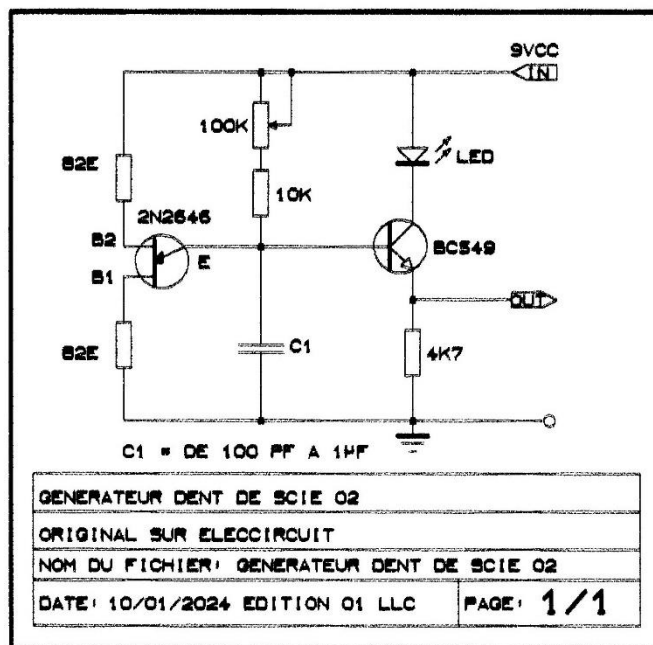 9VCC
IN
100K
LED
82E
10K
2N2646
B2
BC549
E
B1
OUT
82E
C1
4K7
C1 = DE 100 PF A 1µF
GENERATEUR DENT DE SCIE 02
ORIGINAL SUR ELECCIRCUIT
NOM DU FICHIER: GENERATEUR DENT DE SCIE 02
DATE: 10/01/2024 EDITION 01 LLC PAGE: 1/1